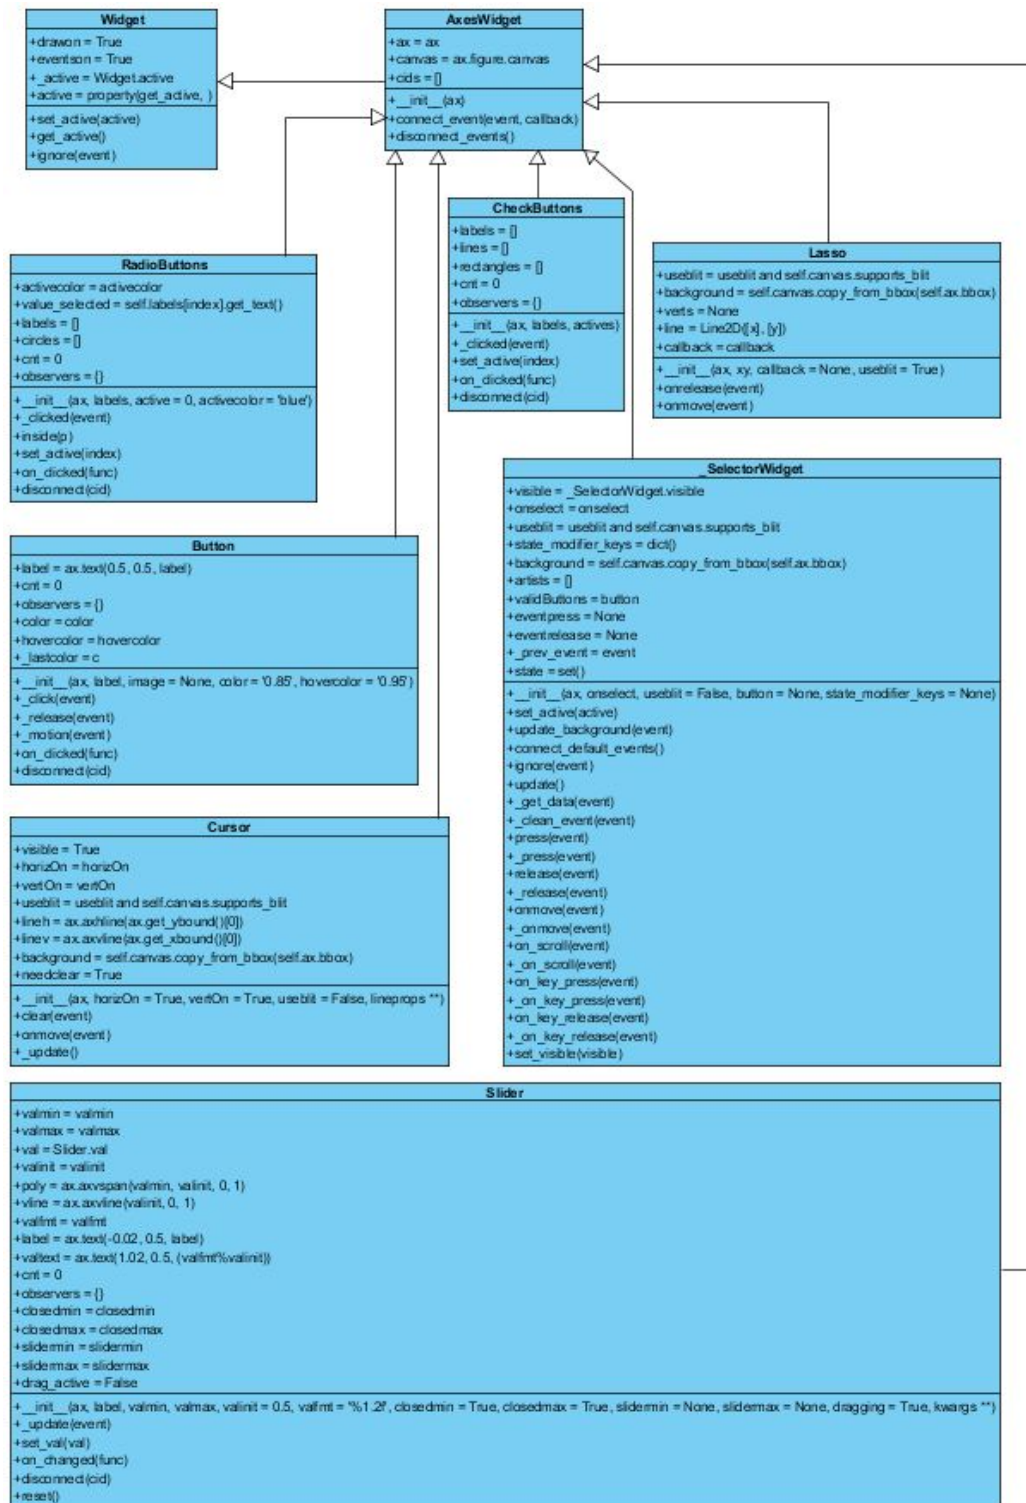 Widget
+drawon = True
+eventson = True
+_active = Widget.active
+active = property(get_active, )
+set_active(active)
+get_active()
+ignore(event)
AxesWidget
+ax = ax
+canvas = ax.figure.canvas
+cids = []
+__init__(ax)
+connect_event(event, callback)
+disconnect_events()
CheckButtons
+labels = []
+lines = []
+rectangles = []
+cnt = 0
+observers = {}
+__init__(ax, labels, actives)
+_clicked(event)
+set_active(index)
+on_clicked(func)
+disconnect(cid)
Lasso
+useblit = useblit and self.canvas.supports_blit
+background = self.canvas.copy_from_bbox(self.ax.bbox)
+verts = None
+line = Line2D([x], [y])
+callback = callback
+__init__(ax, xy, callback = None, useblit = True)
+onrelease(event)
+onmove(event)
RadioButtons
+activecolor = activecolor
+value_selected = self.labels[index].get_text()
+labels = []
+circles = []
+cnt = 0
+observers = {}
+__init__(ax, labels, active = 0, activecolor = 'blue')
+_clicked(event)
+inside(p)
+set_active(index)
+on_clicked(func)
+disconnect(cid)
_SelectorWidget
+visible = _SelectorWidget.visible
+onselect = onselect
+useblit = useblit and self.canvas.supports_blit
+state_modifier_keys = dict()
+background = self.canvas.copy_from_bbox(self.ax.bbox)
+artists = []
+validButtons = button
+eventpress = None
+eventrelease = None
+_prev_event = event
+state = set()
+__init__(ax, onselect, useblit = False, button = None, state_modifier_keys = None)
+set_active(active)
+update_background(event)
+connect_default_events()
+ignore(event)
+update()
+_get_data(event)
+_clean_event(event)
+press(event)
+_press(event)
+release(event)
+_release(event)
+onmove(event)
+_onmove(event)
+on_scroll(event)
+_on_scroll(event)
+on_key_press(event)
+_on_key_press(event)
+on_key_release(event)
+_on_key_release(event)
+set_visible(visible)
Button
+label = ax.text(0.5, 0.5, label)
+cnt = 0
+observers = {}
+color = color
+hovercolor = hovercolor
+_lastcolor = c
+__init__(ax, label, image = None, color = '0.85', hovercolor = '0.95')
+_click(event)
+_release(event)
+_motion(event)
+on_clicked(func)
+disconnect(cid)
Cursor
+visible = True
+horizOn = horizOn
+vertOn = vertOn
+useblit = useblit and self.canvas.supports_blit
+lineh = ax.axhline(ax.get_ybound()[0])
+linev = ax.axvline(ax.get_xbound()[0])
+background = self.canvas.copy_from_bbox(self.ax.bbox)
+needclear = True
+__init__(ax, horizOn = True, vertOn = True, useblit = False, lineprops **)
+clear(event)
+onmove(event)
+_update()
Slider
+valmin = valmin
+valmax = valmax
+val = Slider.val
+valinit = valinit
+poly = ax.axvspan(valmin, valinit, 0, 1)
+vline = ax.axvline(valinit, 0, 1)
+valfmt = valfmt
+label = ax.text(-0.02, 0.5, label)
+valtext = ax.text(1.02, 0.5, (valfmt%valinit))
+cnt = 0
+observers = {}
+closedmin = closedmin
+closedmax = closedmax
+slidermin = slidermin
+slidermax = slidermax
+drag_active = False
+__init__(ax, label, valmin, valmax, valinit = 0.5, valfmt = '%1.2f', closedmin = True, closedmax = True, slidermin = None, slidermax = None, dragging = True, kwargs **)
+_update(event)
+set_val(val)
+on_changed(func)
+disconnect(cid)
+reset()